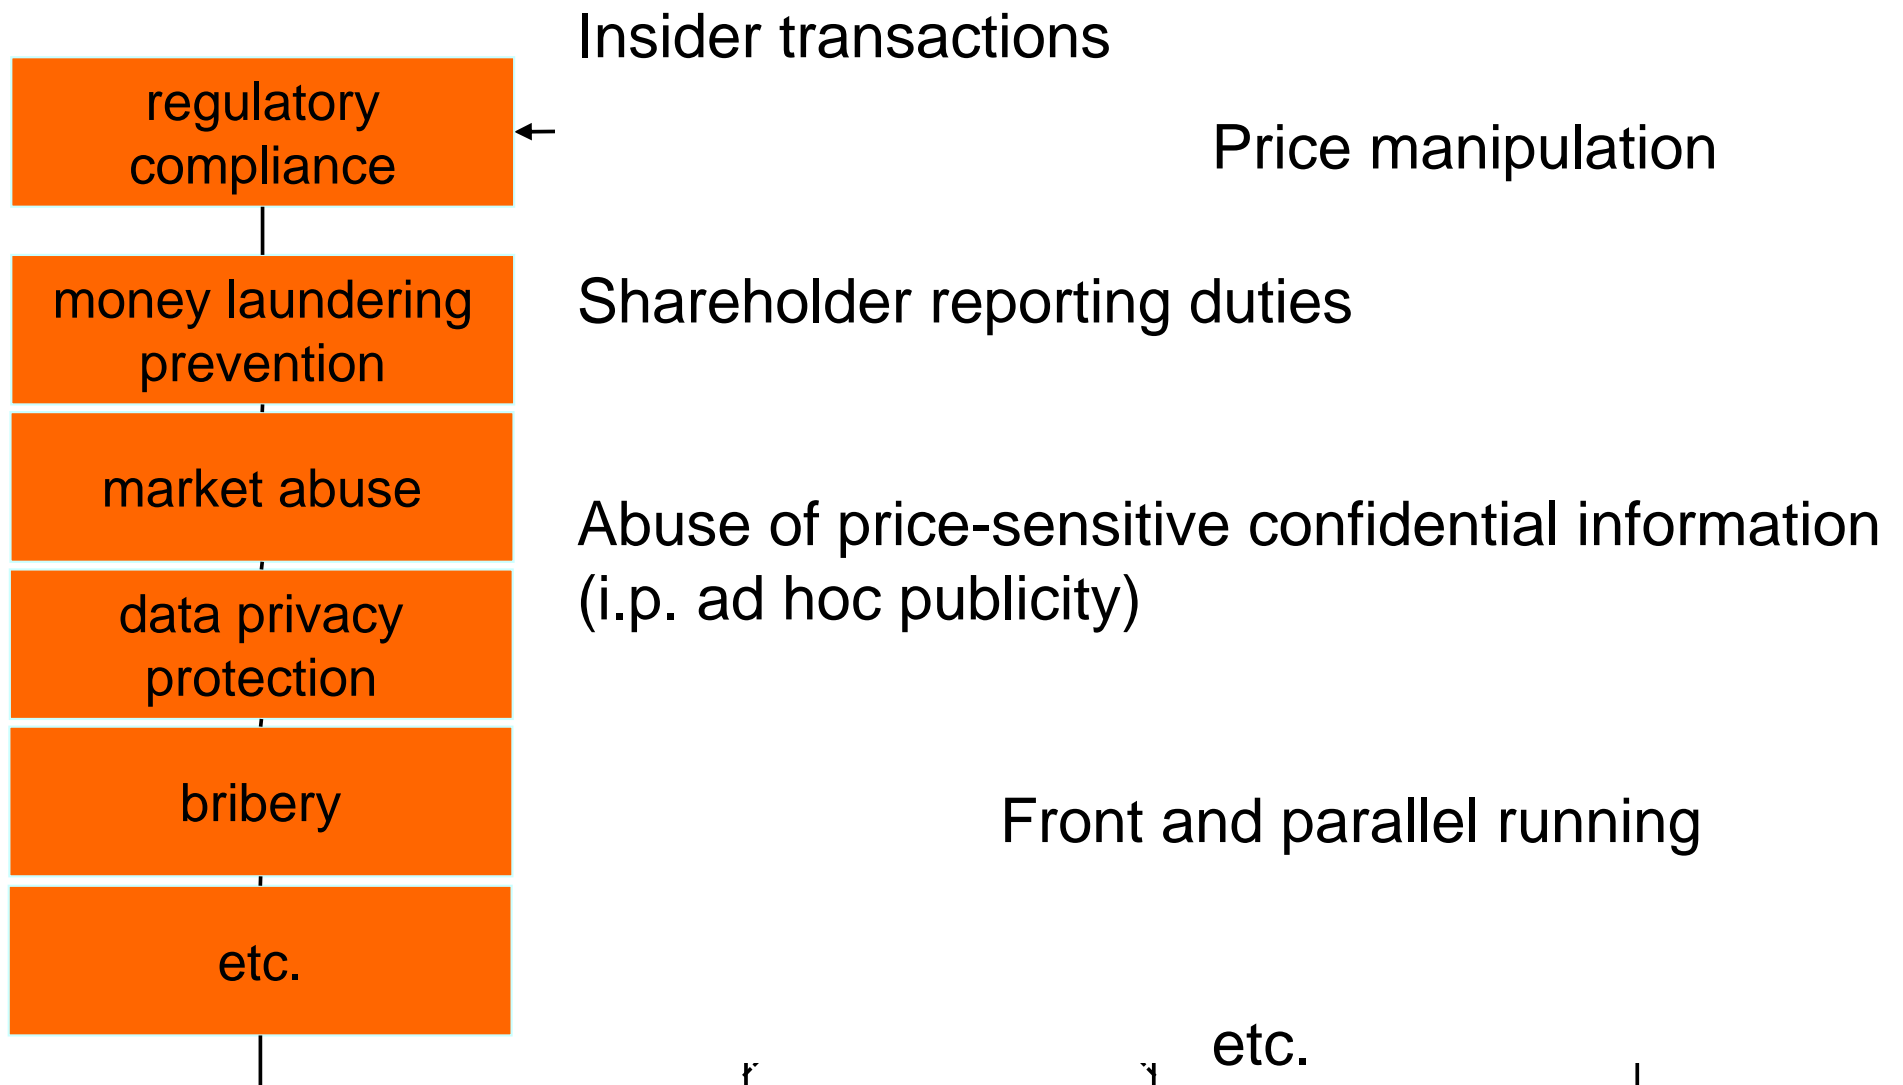 Insider transactions
regulatory
compliance
Price manipulation
money laundering
prevention
Shareholder reporting duties
market abuse
Abuse of price-sensitive confidential information
(i.p. ad hoc publicity)
data privacy
protection
bribery
Front and parallel running
etc.
etc.